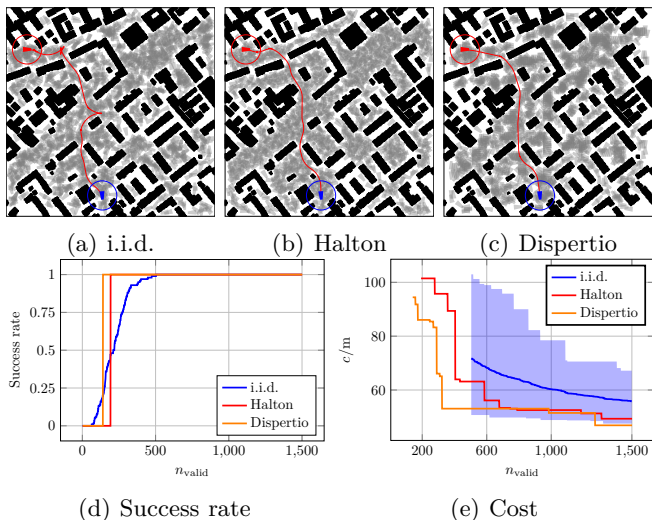 (a) i.i.d.
(b) Halton
(c) Dispertio
Success rate
1
0.75
0.5
0.25
0
0
500
1,000
1,500
n_valid
i.i.d.
Halton
Dispertio
(d) Success rate
c/m
100
80
60
200
600
1,000
1,500
n_valid
i.i.d.
Halton
Dispertio
(e) Cost